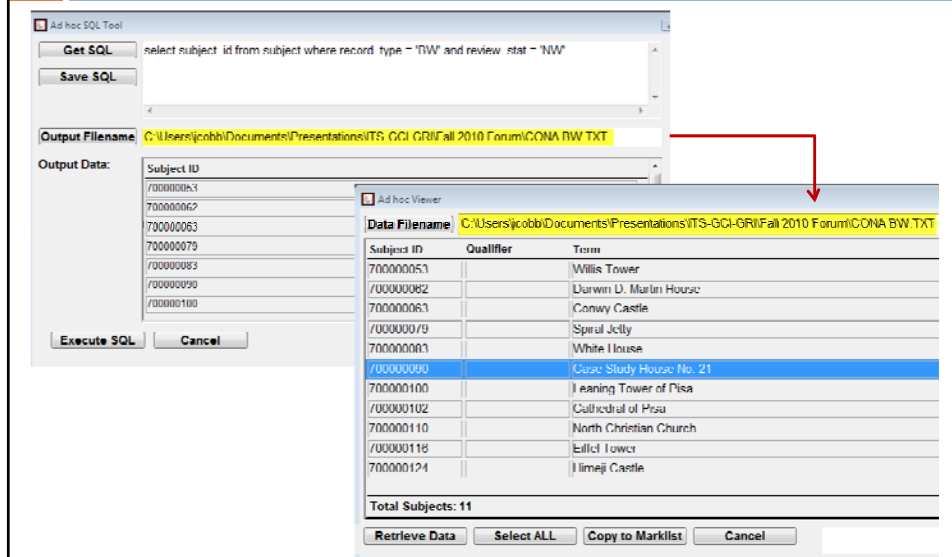 Ad hoc SQL Tool
Get SQL select subject_id from subject where record_type = 'BW' and review_stat = 'NW'
Save SQL
Output Filename C:\Users\jcobb\Documents\Presentations\ITS-GCI-GRI\Fall 2010 Forum\CONA BW.TXT
Output Data: Subject ID
700000053
700000062
700000063
700000079
700000083
700000090
700000100
Execute SQL Cancel
Ad hoc Viewer
Data Filename C:\Users\jcobb\Documents\Presentations\ITS-GCI-GRI\Fall 2010 Forum\CONA BW.TXT
Subject ID Qualifier Term
700000053 Willis Tower
700000062 Darwin D. Martin House
700000063 Conwy Castle
700000079 Spiral Jetty
700000083 White House
700000090 Case Study House No. 21
700000100 Leaning Tower of Pisa
700000102 Cathedral of Pisa
700000110 North Christian Church
700000116 Eiffel Tower
700000124 Himeji Castle
Total Subjects: 11
Retrieve Data Select ALL Copy to Marklist Cancel